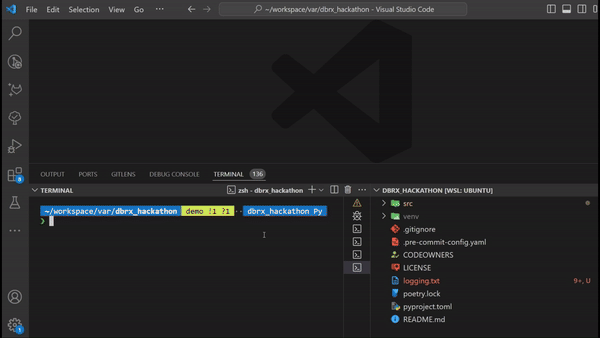 File Edit Selection View Go ··· ~/workspace/var/dbrx_hackathon - Visual Studio Code
OUTPUT PORTS GITLENS DEBUG CONSOLE TERMINAL 136
TERMINAL zsh - dbrx_hackathon
~/workspace/var/dbrx_hackathon demo !1 ?1 dbrx_hackathon Py
DBRX_HACKATHON [WSL: UBUNTU]
src
venv
.gitignore
.pre-commit-config.yaml
CODEOWNERS
LICENSE
logging.txt 9+, U
poetry.lock
pyproject.toml
README.md
8
1